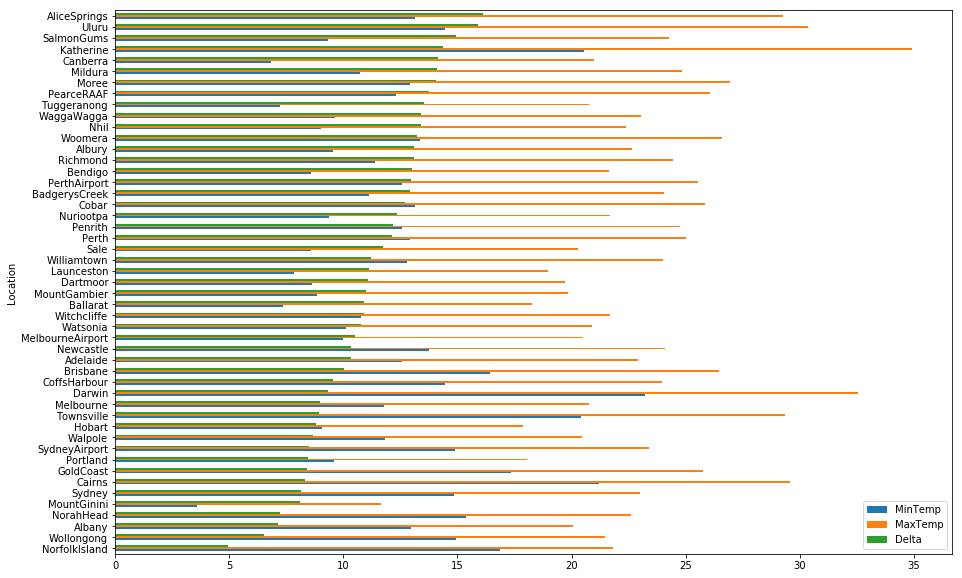 AliceSprings
Uluru
SalmonGums
Katherine
Canberra
Mildura
Moree
PearceRAAF
Tuggeranong
WaggaWagga
Nhil
Woomera
Albury
Richmond
Bendigo
PerthAirport
BadgerysCreek
Cobar
Nuriootpa
Penrith
Perth
Sale
Williamtown
Launceston
Dartmoor
MountGambier
Ballarat
Witchcliffe
Watsonia
MelbourneAirport
Newcastle
Adelaide
Brisbane
CoffsHarbour
Darwin
Melbourne
Townsville
Hobart
Walpole
SydneyAirport
Portland
GoldCoast
Cairns
Sydney
MountGinini
NorahHead
Albany
Wollongong
NorfolkIsland
Location
MinTemp
MaxTemp
Delta
0 5 10 15 20 25 30 35